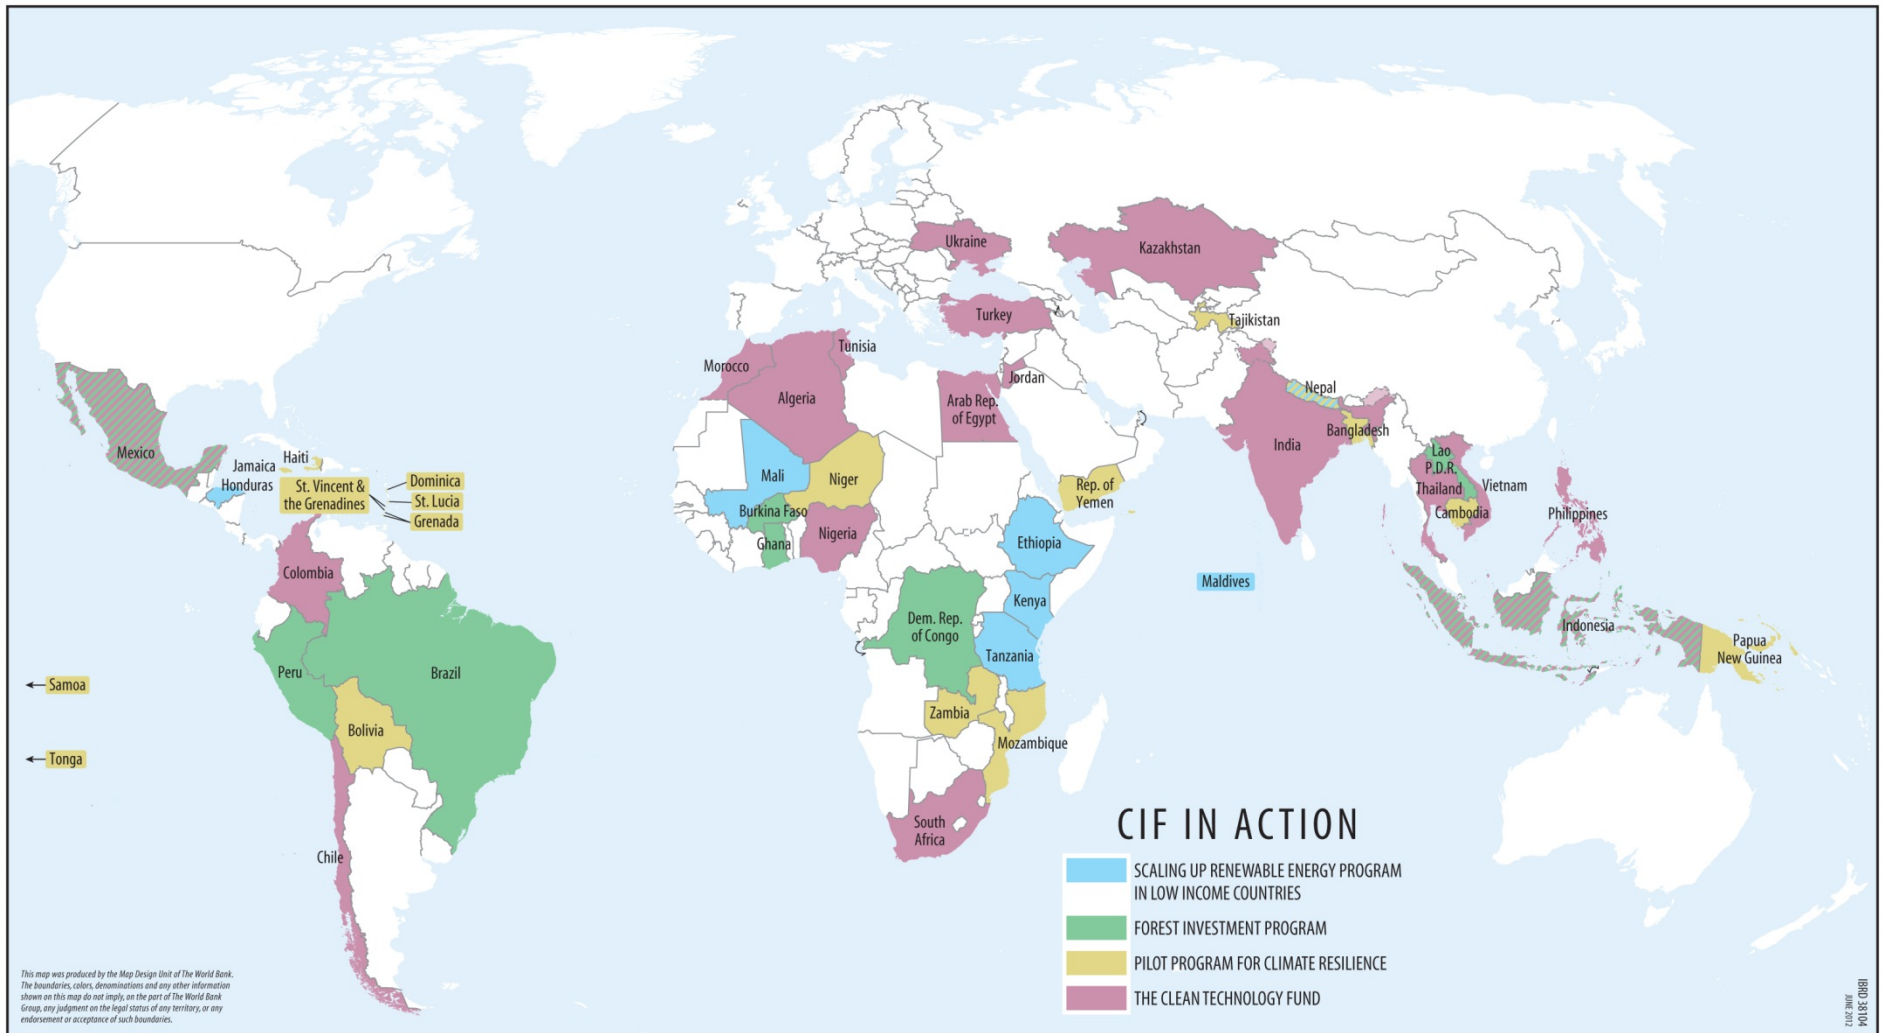 Ukraine
Kazakhstan
Turkey
Tajikistan
Tunisia
Morocco
Jordan
Algeria
Arab Rep.
of Egypt
Nepal
Bangladesh
India
Mexico
Haiti
Jamaica
Honduras
St. Vincent &
the Grenadines
Dominica
St. Lucia
Grenada
Mali
Niger
Rep. of
Yemen
Lao
P.D.R.
Thailand
Vietnam
Cambodia
Philippines
Burkina Faso
Ghana
Nigeria
Ethiopia
Colombia
Maldives
Kenya
Dem. Rep.
of Congo
Tanzania
Indonesia
Papua
New Guinea
Peru
Brazil
Samoa
Bolivia
Zambia
Mozambique
Tonga
South
Africa
Chile
CIF IN ACTION
SCALING UP RENEWABLE ENERGY PROGRAM
IN LOW INCOME COUNTRIES
FOREST INVESTMENT PROGRAM
PILOT PROGRAM FOR CLIMATE RESILIENCE
THE CLEAN TECHNOLOGY FUND
This map was produced by the Map Design Unit of The World Bank.
The boundaries, colors, denominations and any other information
shown on this map do not imply, on the part of The World Bank
Group, any judgment on the legal status of any territory, or any
endorsement or acceptance of such boundaries.
IBRD 38104
JUNE 2012